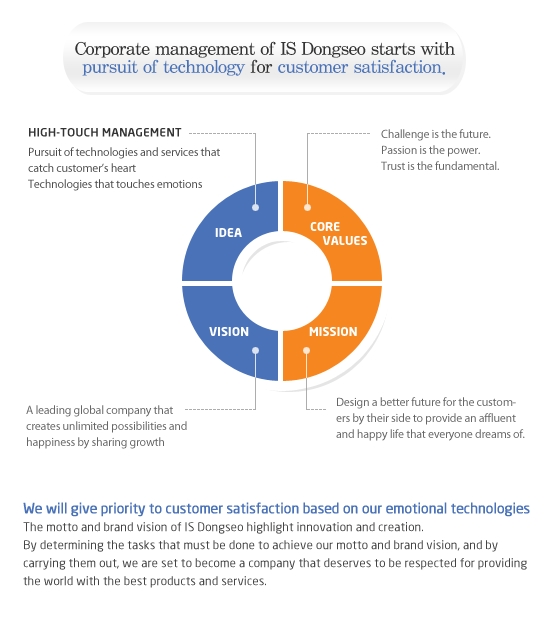 Corporate management of IS Dongseo starts with
pursuit of technology for customer satisfaction.
HIGH-TOUCH MANAGEMENT
Pursuit of technologies and services that
catch customer's heart
Technologies that touches emotions
Challenge is the future.
Passion is the power.
Trust is the fundamental.
IDEA
CORE
VALUES
VISION
MISSION
A leading global company that
creates unlimited possibilities and
happiness by sharing growth
Design a better future for the custom-
ers by their side to provide an affluent
and happy life that everyone dreams of.
We will give priority to customer satisfaction based on our emotional technologies
The motto and brand vision of IS Dongseo highlight innovation and creation.
By determining the tasks that must be done to achieve our motto and brand vision, and by
carrying them out, we are set to become a company that deserves to be respected for providing
the world with the best products and services.